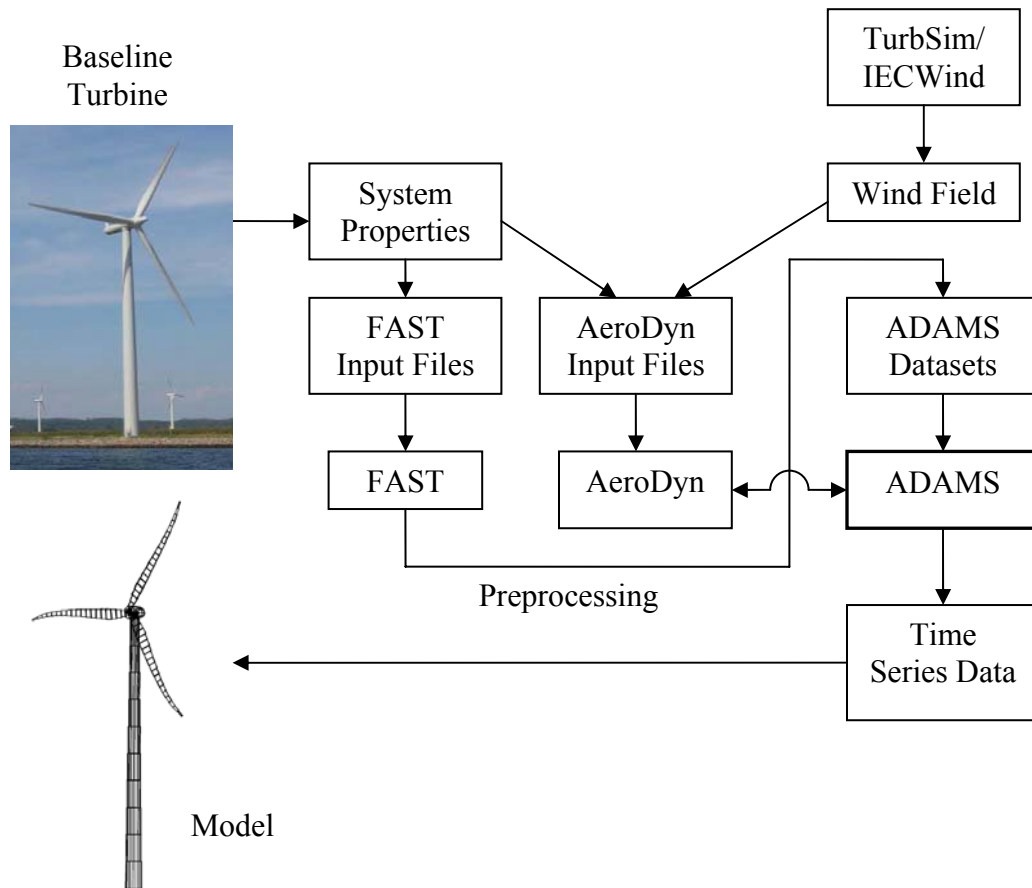 Baseline
Turbine
TurbSim/
IECWind
System
Properties
Wind Field
FAST
Input Files
AeroDyn
Input Files
ADAMS
Datasets
FAST
AeroDyn
ADAMS
Preprocessing
Time
Series Data
Model